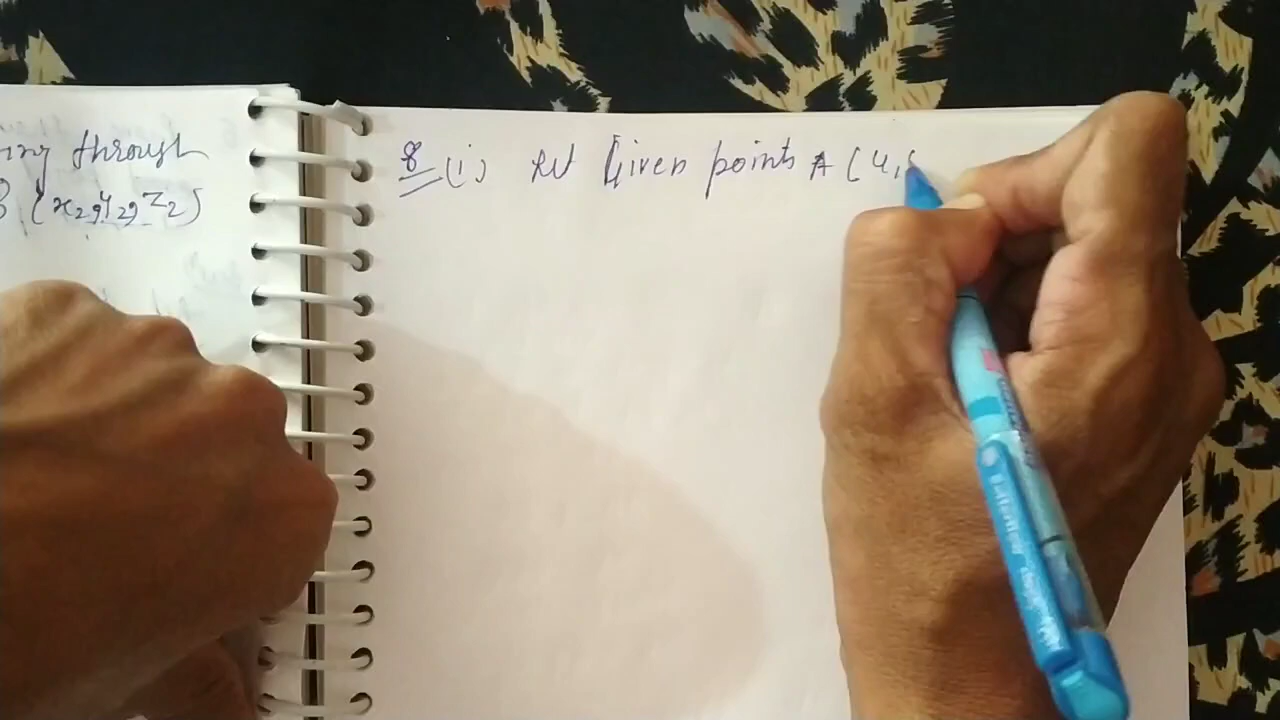 ing through
B (x₂, y₂, z₂)
8 (i) let Given points A (4,